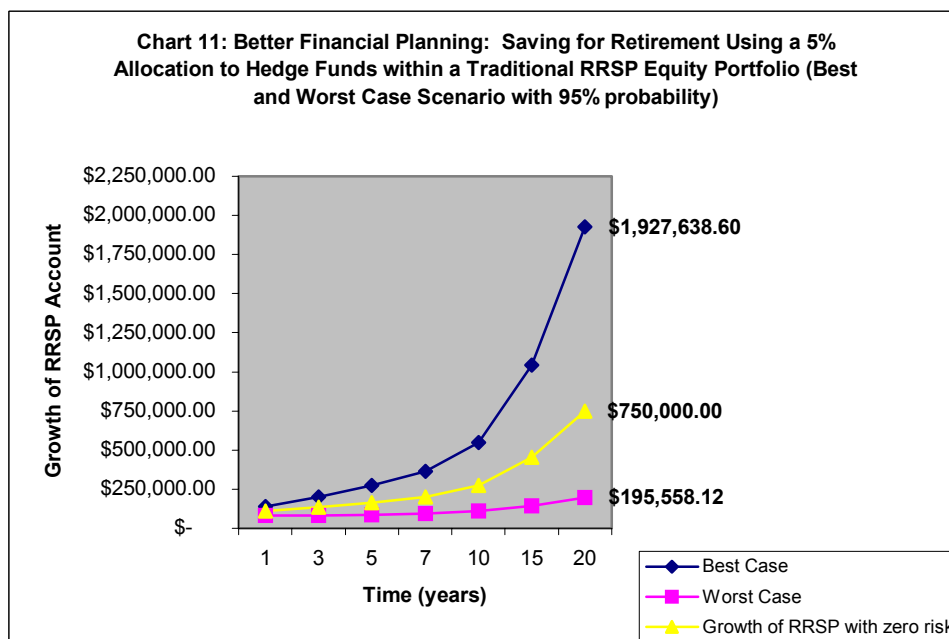 Chart 11: Better Financial Planning: Saving for Retirement Using a 5%
Allocation to Hedge Funds within a Traditional RRSP Equity Portfolio (Best
and Worst Case Scenario with 95% probability)
Growth of RRSP Account
$2,250,000.00
$2,000,000.00
$1,750,000.00
$1,500,000.00
$1,250,000.00
$1,000,000.00
$750,000.00
$500,000.00
$250,000.00
$-
$1,927,638.60
$750,000.00
$195,558.12
1 3 5 7 10 15 20
Time (years)
Best Case
Worst Case
Growth of RRSP with zero risk